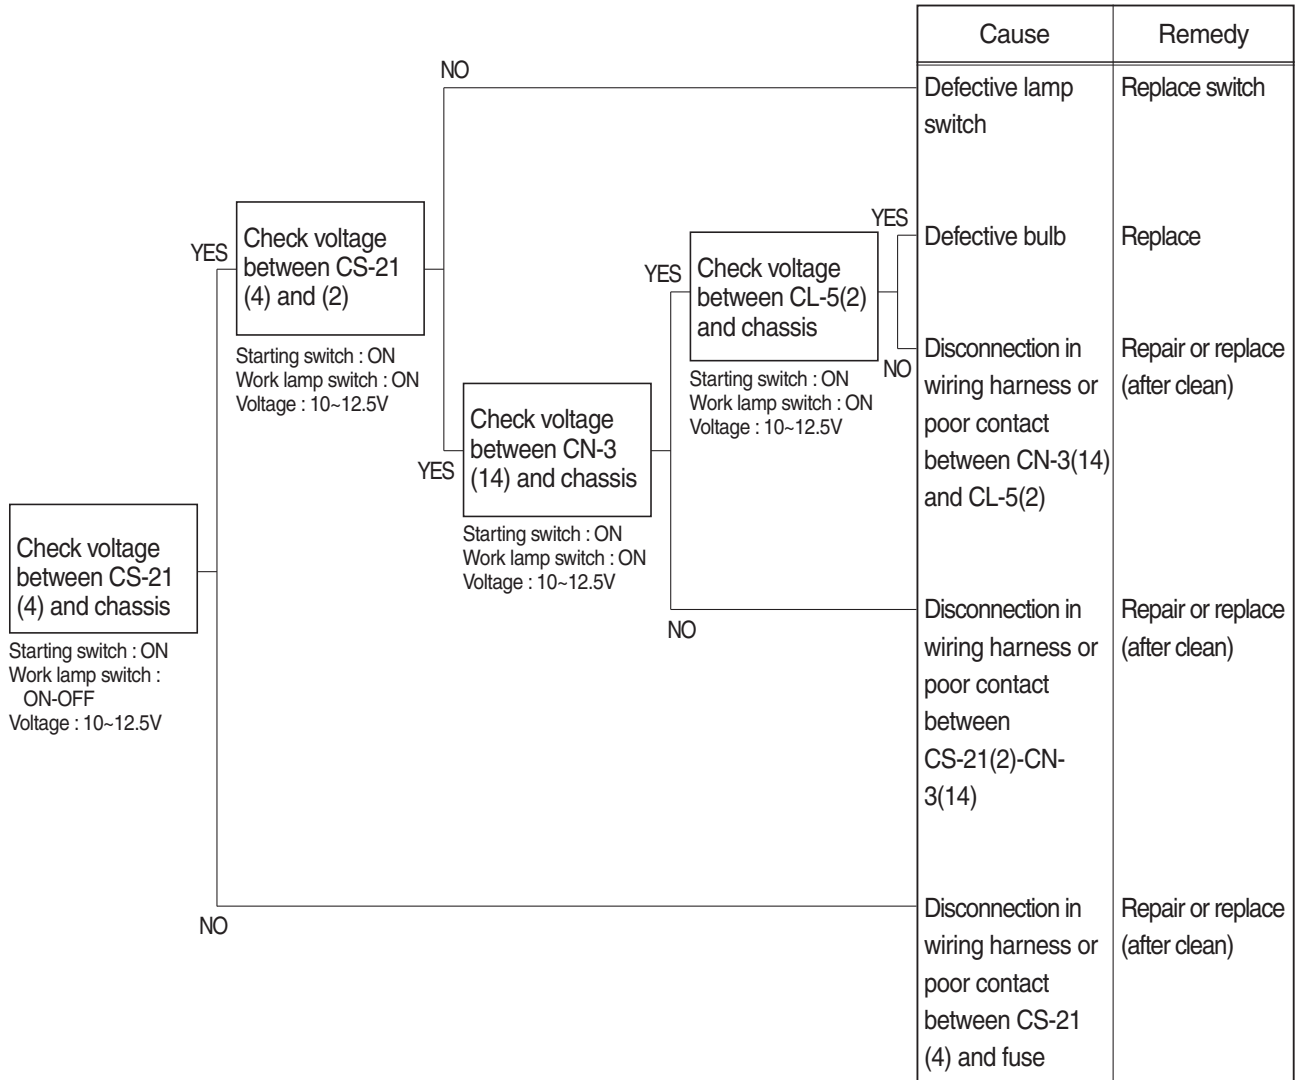 Cause
Remedy
NO
Defective lamp
switch
Replace switch
YES
Check voltage
between CS-21
(4) and (2)
Starting switch : ON
Work lamp switch : ON
Voltage : 10~12.5V
YES
Check voltage
between CL-5(2)
and chassis
Starting switch : ON
Work lamp switch : ON
Voltage : 10~12.5V
YES
Defective bulb
Replace
NO
Disconnection in
wiring harness or
poor contact
between CN-3(14)
and CL-5(2)
Repair or replace
(after clean)
YES
Check voltage
between CN-3
(14) and chassis
Starting switch : ON
Work lamp switch : ON
Voltage : 10~12.5V
Check voltage
between CS-21
(4) and chassis
Starting switch : ON
Work lamp switch :
ON-OFF
Voltage : 10~12.5V
NO
Disconnection in
wiring harness or
poor contact
between
CS-21(2)-CN-
3(14)
Repair or replace
(after clean)
NO
Disconnection in
wiring harness or
poor contact
between CS-21
(4) and fuse
Repair or replace
(after clean)